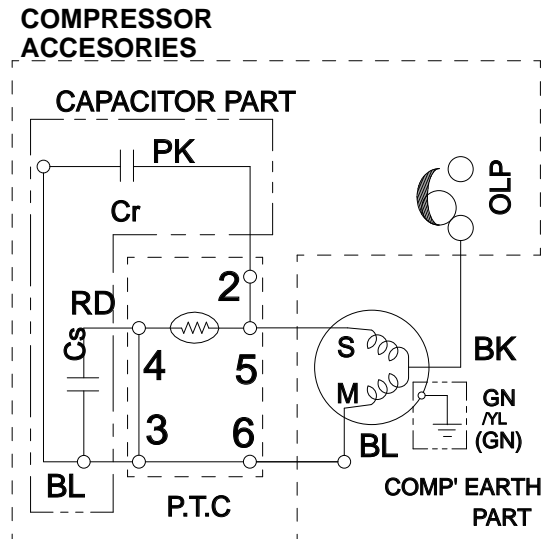 COMPRESSOR
ACCESORIES
CAPACITOR PART
PK
Cr
OLP
2
RD
Cs
4
5
S
M
BK
3
6
BL
BL
GN
/YL
(GN)
P.T.C
COMP' EARTH
PART